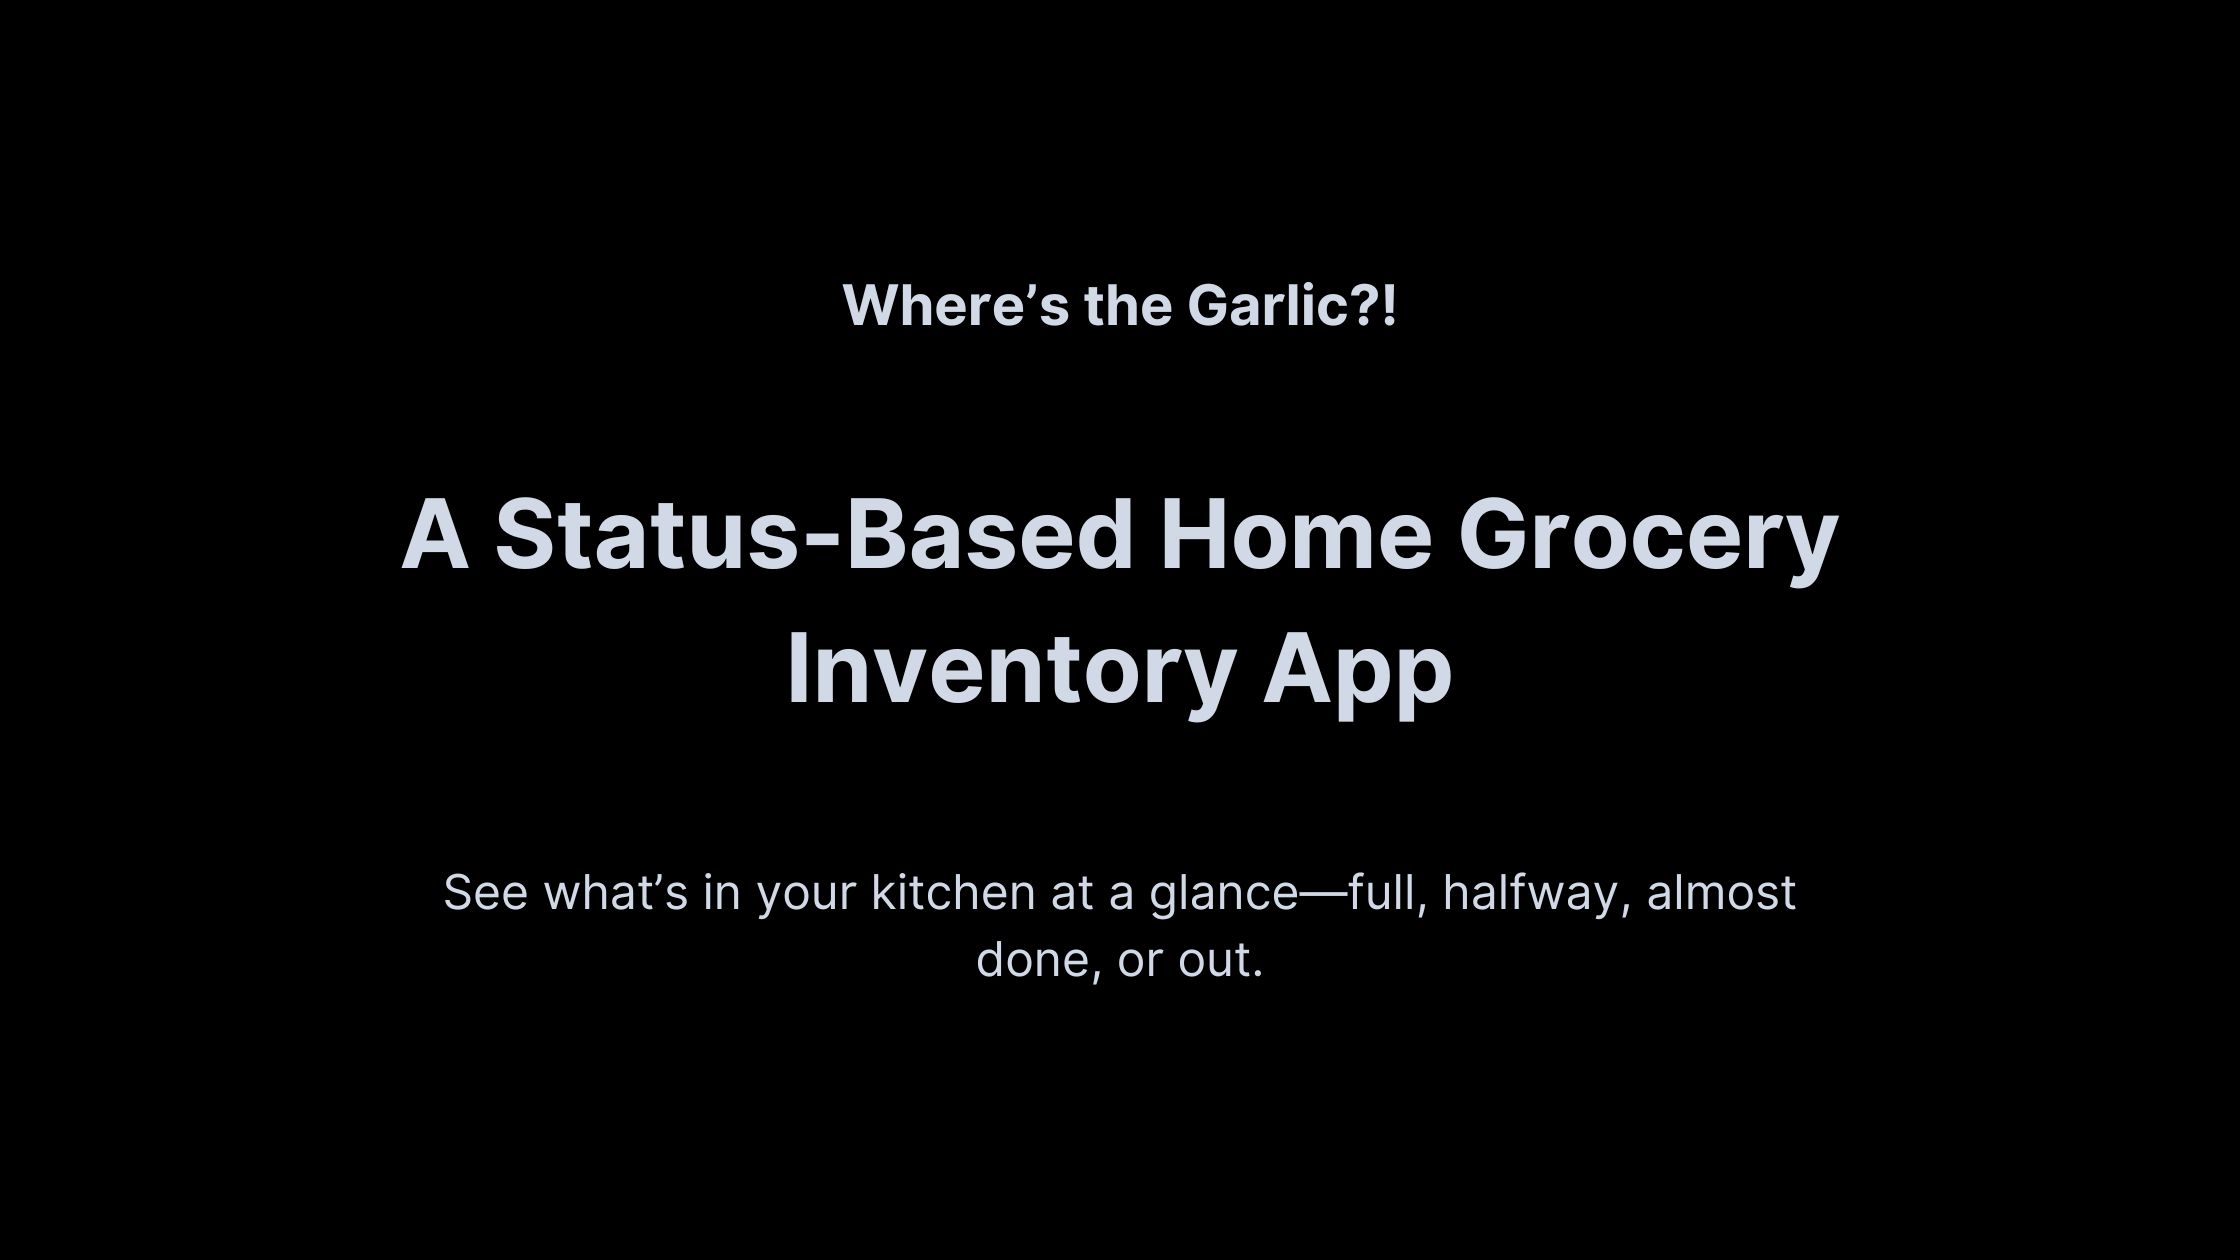 Where’s the Garlic?!
A Status-Based Home Grocery
Inventory App
See what’s in your kitchen at a glance—full, halfway, almost
done, or out.